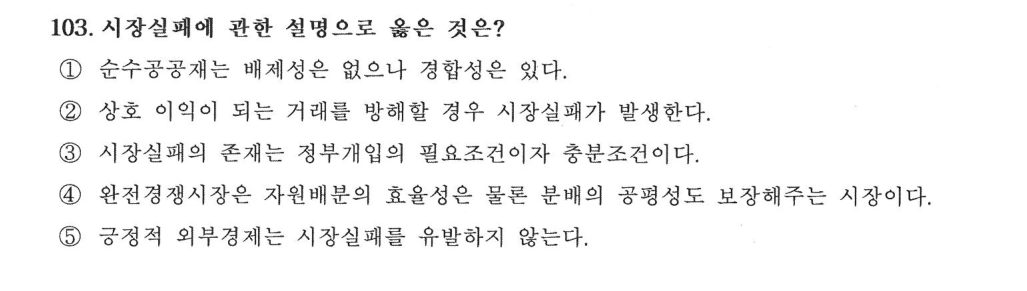 103. 시장실패에 관한 설명으로 옳은 것은?
① 순수공공재는 배제성은 없으나 경합성은 있다.
② 상호 이익이 되는 거래를 방해할 경우 시장실패가 발생한다.
③ 시장실패의 존재는 정부개입의 필요조건이자 충분조건이다.
④ 완전경쟁시장은 자원배분의 효율성은 물론 분배의 공평성도 보장해주는 시장이다.
⑤ 긍정적 외부경제는 시장실패를 유발하지 않는다.